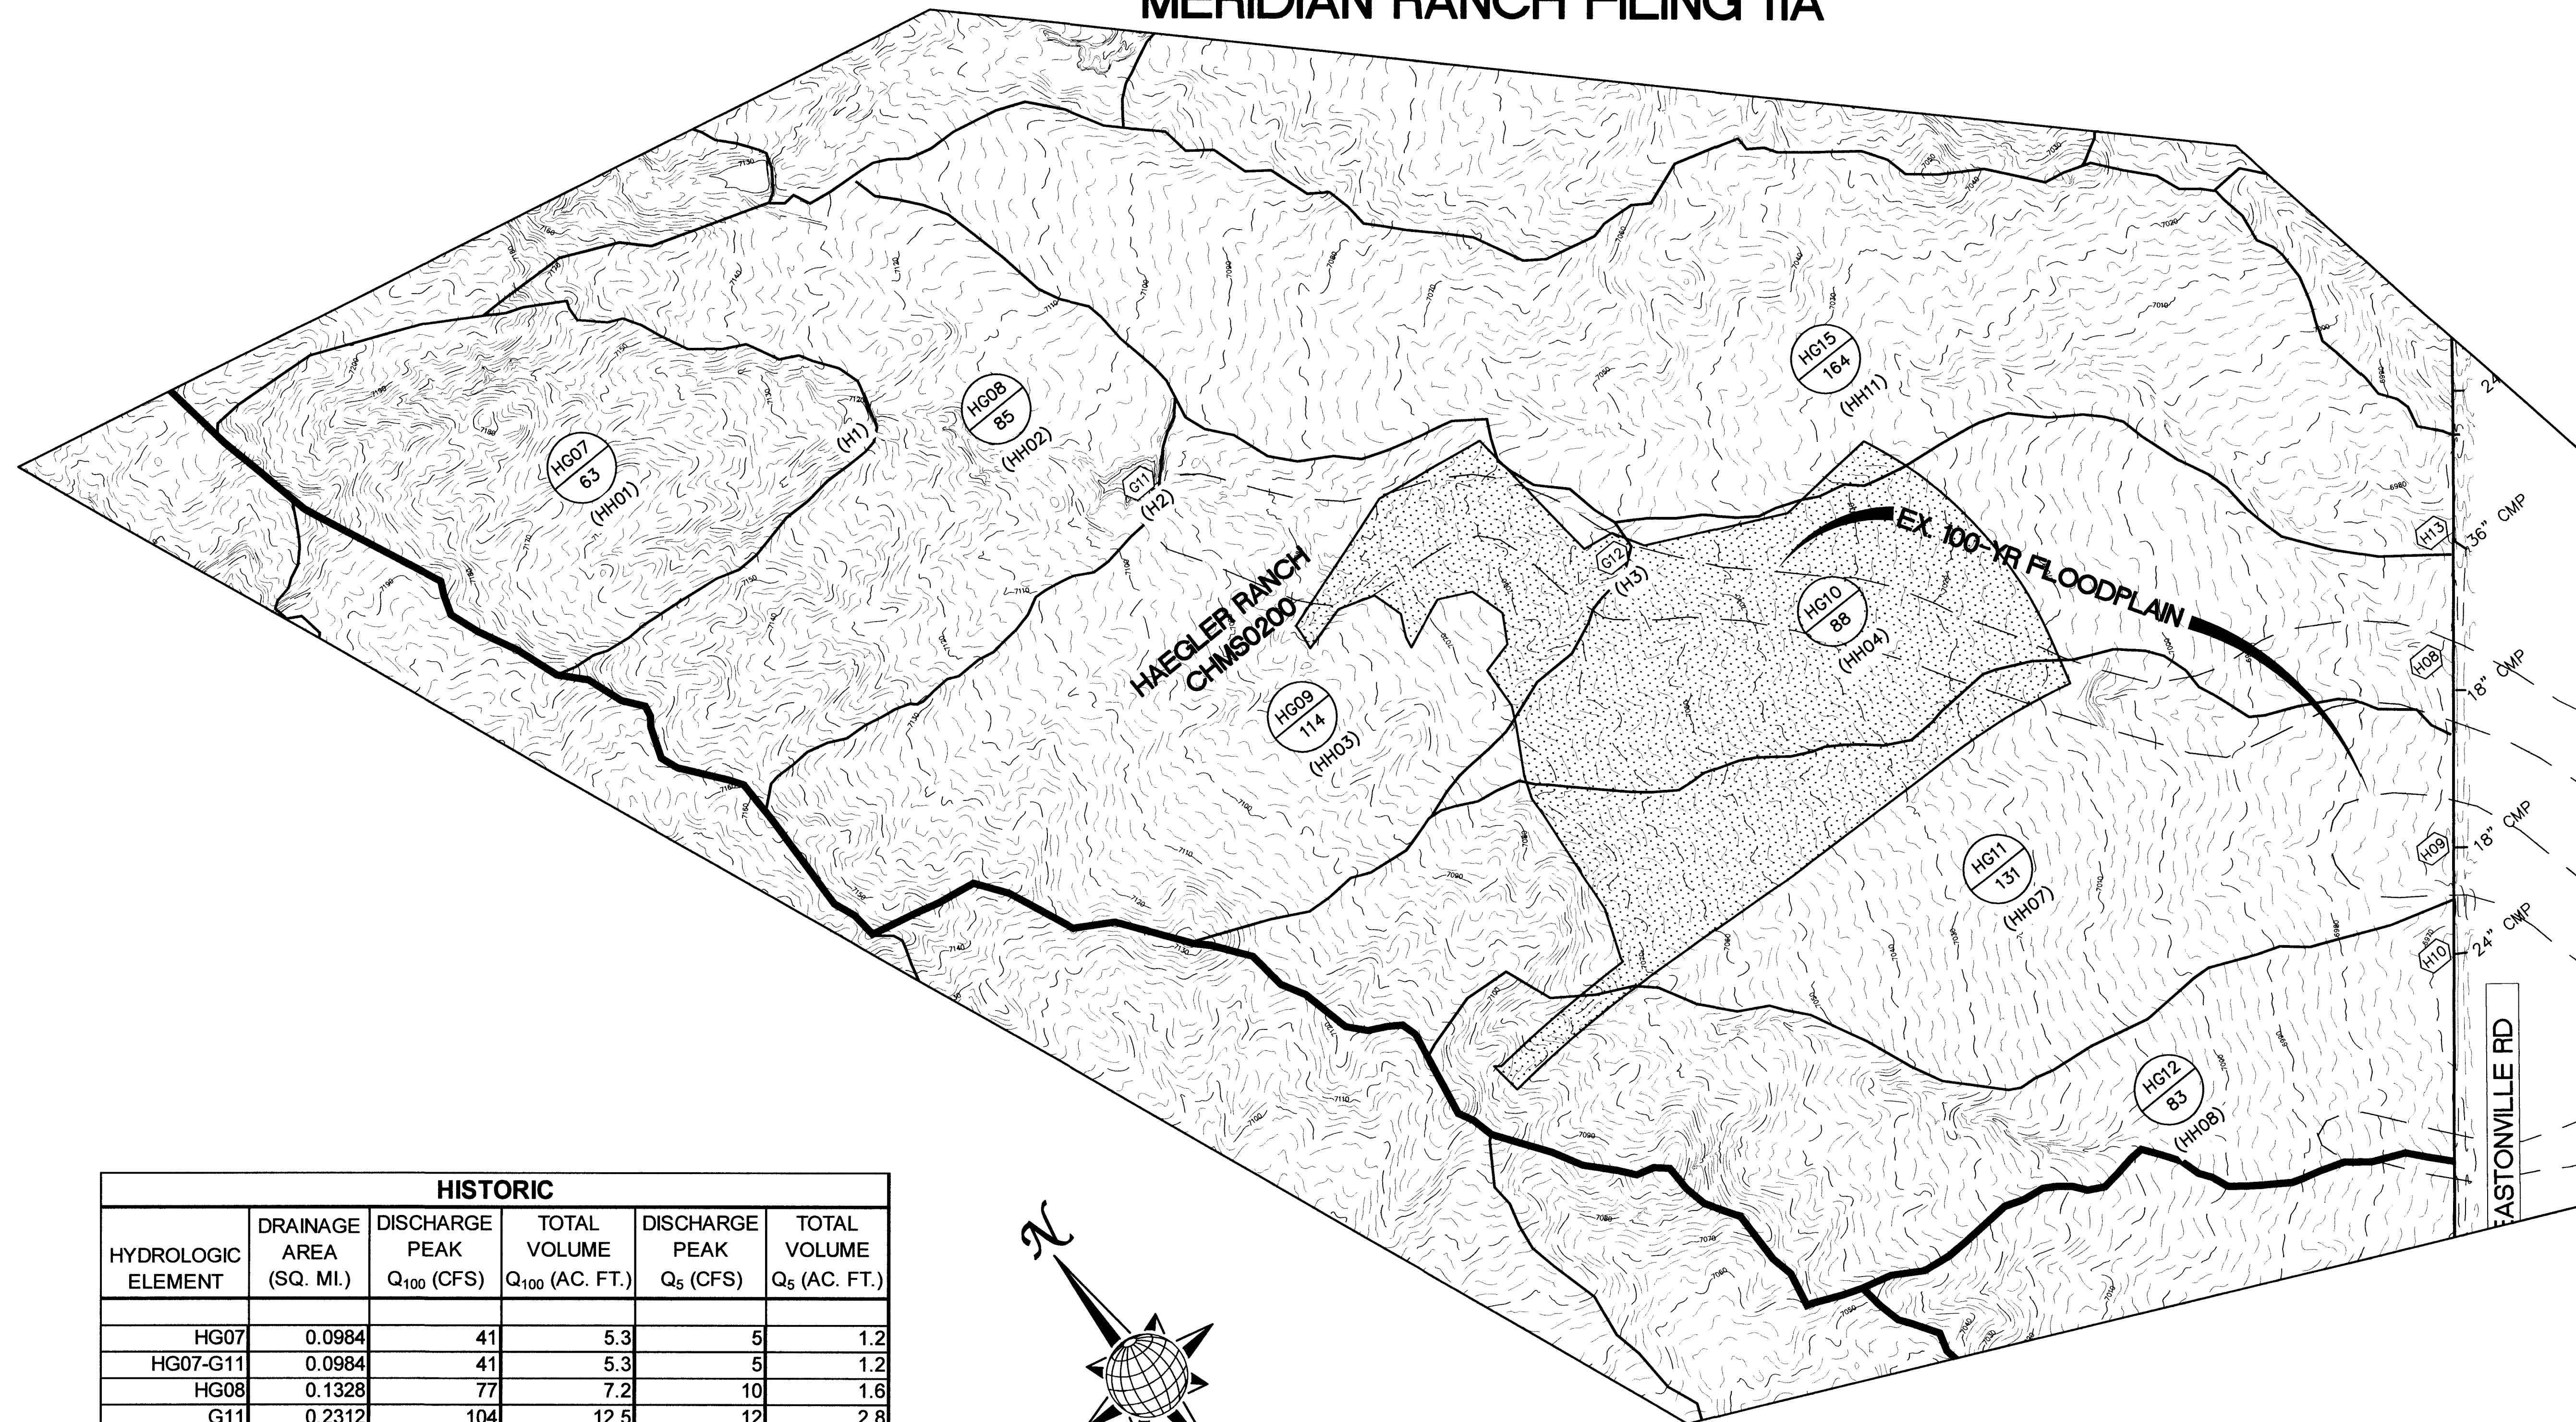 MERIDIAN RANCH FILING 11A
HG07
63
(HH01)
(H1)
HG08
85
(HH02)
G11
(H2)
HAEGLER RANCH
CHMS0200
HG09
114
(HH03)
G12
(H3)
HG15
164
(HH11)
EX. 100-YR FLOODPLAIN
HG10
88
(HH04)
HG11
131
(HH07)
HG12
83
(HH08)
24
H13
36" CMP
H08
18" CMP
H09
18" CMP
H10
24" CMP
EASTONVILLE RD
N
HISTORIC
HYDROLOGIC ELEMENT | DRAINAGE AREA (SQ. MI.) | DISCHARGE PEAK Q100 (CFS) | TOTAL VOLUME Q100 (AC. FT.) | DISCHARGE PEAK Q5 (CFS) | TOTAL VOLUME Q5 (AC. FT.)
HG07 0.0984 41 5.3 5 1.2
HG07-G11 0.0984 41 5.3 5 1.2
HG08 0.1328 77 7.2 10 1.6
G11 0.2312 104 12.5 12 2.8